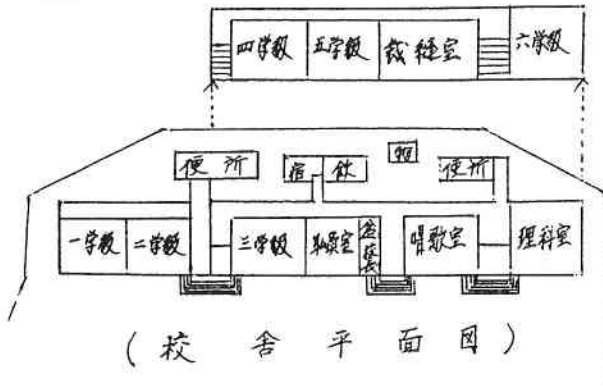 四学級 五学級 裁縫室 六学級
便所 宿 飲 便所
一学級 二学級 三学級 職員室 唱歌室 理科室
(校舎平面図)